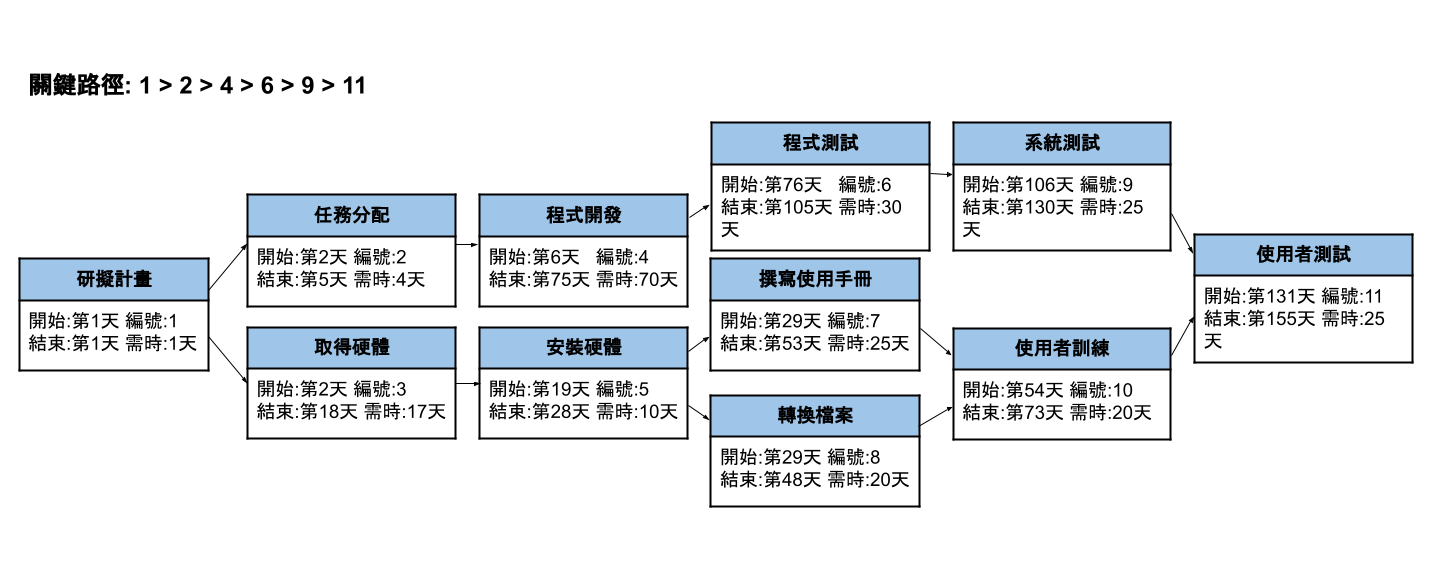 關鍵路徑: 1 > 2 > 4 > 6 > 9 > 11
研擬計畫
開始:第1天 編號:1
結束:第1天 需時:1天
任務分配
開始:第2天 編號:2
結束:第5天 需時:4天
取得硬體
開始:第2天 編號:3
結束:第18天 需時:17天
程式開發
開始:第6天 編號:4
結束:第75天 需時:70天
安裝硬體
開始:第19天 編號:5
結束:第28天 需時:10天
程式測試
開始:第76天 編號:6
結束:第105天 需時:30
天
撰寫使用手冊
開始:第29天 編號:7
結束:第53天 需時:25天
轉換檔案
開始:第29天 編號:8
結束:第48天 需時:20天
系統測試
開始:第106天 編號:9
結束:第130天 需時:25
天
使用者訓練
開始:第54天 編號:10
結束:第73天 需時:20天
使用者測試
開始:第131天 編號:11
結束:第155天 需時:25
天